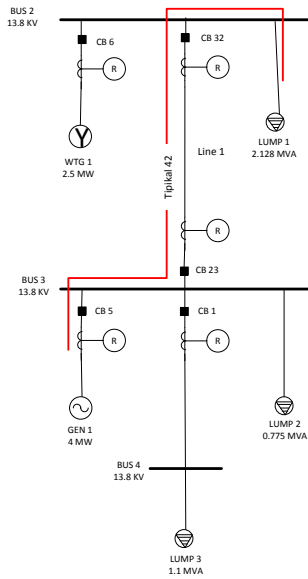 BUS 2
13.8 KV
CB 6
CB 32
R
R
WTG 1
2.5 MW
Tipikal 42
Line 1
LUMP 1
2.128 MVA
R
CB 23
BUS 3
13.8 KV
CB 5
CB 1
R
R
GEN 1
4 MW
LUMP 2
0.775 MVA
BUS 4
13.8 KV
LUMP 3
1.1 MVA